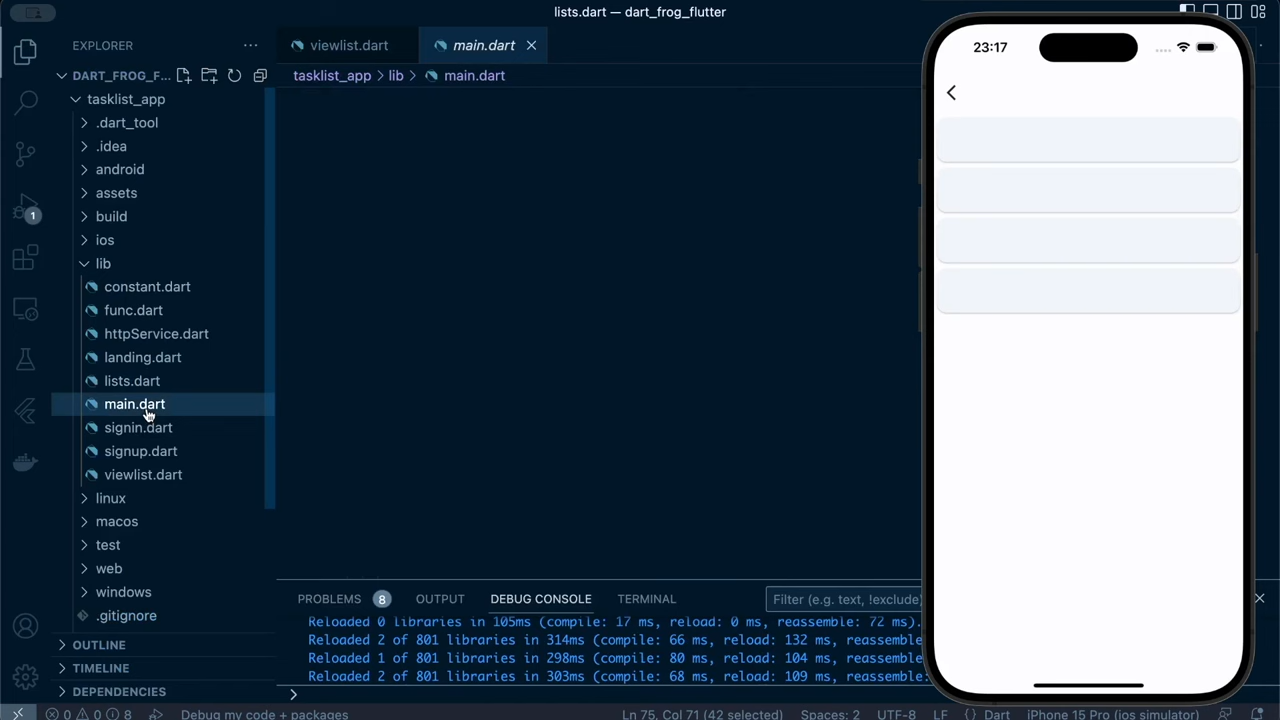 lists.dart — dart_frog_flutter
EXPLORER
viewlist.dart
main.dart
23:17
DART_FROG_F...
tasklist_app > lib > main.dart
tasklist_app
.dart_tool
.idea
android
assets
build
1
ios
lib
constant.dart
func.dart
httpService.dart
landing.dart
lists.dart
main.dart
signin.dart
signup.dart
viewlist.dart
linux
macos
test
web
windows
.gitignore
OUTLINE
TIMELINE
DEPENDENCIES
PROBLEMS 8 OUTPUT DEBUG CONSOLE TERMINAL Filter (e.g. text, !exclude)
Reloaded 0 libraries in 105ms (compile: 17 ms, reload: 0 ms, reassemble: 72 ms).
Reloaded 2 of 801 libraries in 314ms (compile: 66 ms, reload: 132 ms, reassemble
Reloaded 1 of 801 libraries in 298ms (compile: 80 ms, reload: 104 ms, reassemble
Reloaded 2 of 801 libraries in 303ms (compile: 68 ms, reload: 109 ms, reassemble
>
0 0 8 Debug my code + packages Ln 75, Col 71 (42 selected) Spaces: 2 UTF-8 LF {} Dart iPhone 15 Pro (ios simulator)